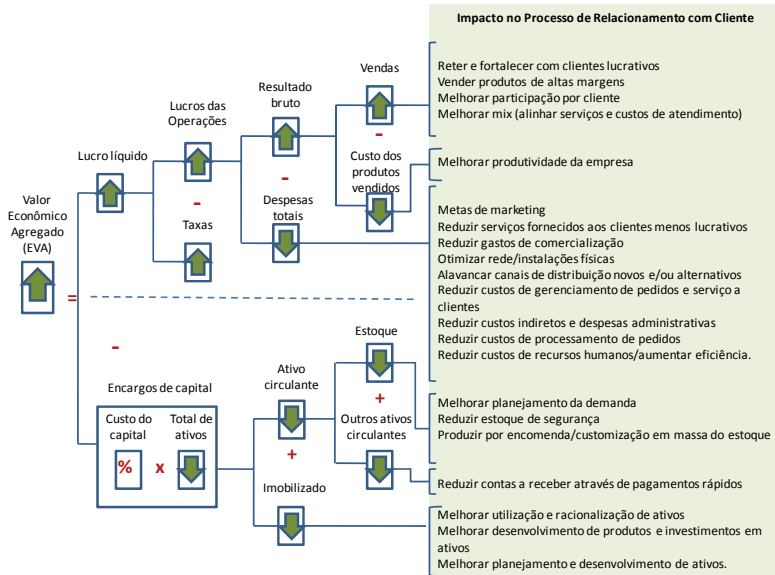 Impacto no Processo de Relacionamento com Cliente
Vendas
Reter e fortalecer com clientes lucrativos
Vender produtos de altas margens
Melhorar participação por cliente
Melhorar mix (alinhar serviços e custos de atendimento)
Resultado
bruto
Lucros das
Operações
Lucro líquido
-
-
-
Custo dos
produtos
vendidos
Melhorar produtividade da empresa
Despesas
totais
Taxas
Valor
Econômico
Agregado
(EVA)
=
-
Metas de marketing
Reduzir serviços fornecidos aos clientes menos lucrativos
Reduzir gastos de comercialização
Otimizar rede/instalações físicas
Alavancar canais de distribuição novos e/ou alternativos
Reduzir custos de gerenciamento de pedidos e serviço a
clientes
Reduzir custos indiretos e despesas administrativas
Reduzir custos de processamento de pedidos
Reduzir custos de recursos humanos/aumentar eficiência.
Estoque
Ativo
circulante
Encargos de capital
Custo do
capital
Total de
ativos
%
x
+
+
Outros ativos
circulantes
Imobilizado
Melhorar planejamento da demanda
Reduzir estoque de segurança
Produzir por encomenda/customização em massa do estoque
Reduzir contas a receber através de pagamentos rápidos
Melhorar utilização e racionalização de ativos
Melhorar desenvolvimento de produtos e investimentos em
ativos
Melhorar planejamento e desenvolvimento de ativos.